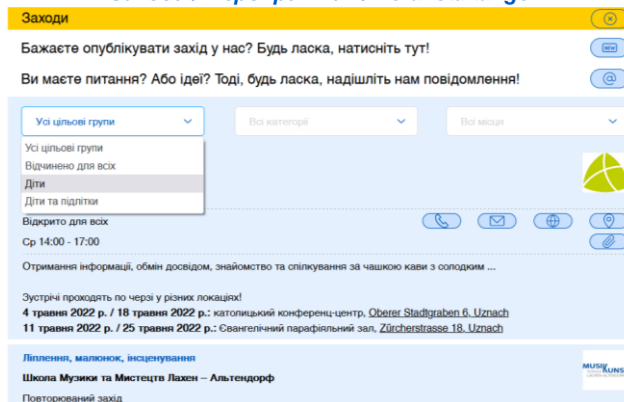 Заходи
Бажаєте опублікувати захід у нас? Будь ласка, натисніть тут!
NEW
Ви маєте питання? Або ідеї? Тоді, будь ласка, надішліть нам повідомлення!
@
Усі цільові групи
Всі категорії
Всі місця
Усі цільові групи
Відчинено для всіх
Діти
Діти та підлітки
Відкрито для всіх
Ср 14:00 - 17:00
Отримання інформації, обмін досвідом, знайомство та спілкування за чашкою кави з солодким ...
Зустрічі проходять по черзі у різних локаціях!
4 травня 2022 р. / 18 травня 2022 р.: католицький конференц-центр, Oberer Stadtgraben 6, Uznach
11 травня 2022 р. / 25 травня 2022 р.: Євангелічний парафіяльний зал, Zürcherstrasse 18, Uznach
Ліплення, малюнок, інсценування
Школа Музики та Мистецтв Лахен – Альтендорф
Повторюваний захід